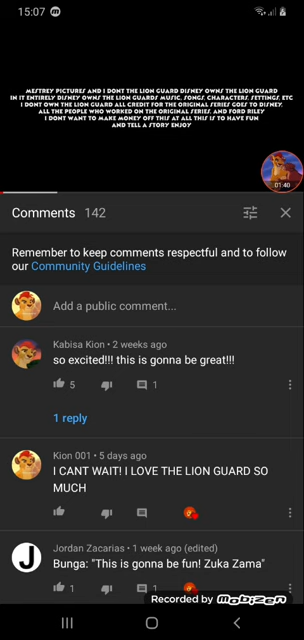 15:07
MESTREY PICTURES AND I DONT THE LION GUARD DISNEY OWNS THE LION GUARD
IN IT ENTIRELY DISNEY OWNS THE LION GUARDS MUSIC, SONGS, CHARACTERS, SETTINGS, ETC
I DONT OWN THE LION GUARD ALL CREDIT FOR THE ORIGINAL SERIES GOES TO DISNEY,
ALL THE PEOPLE WHO WORKED ON THE ORIGINAL SERIES, AND FORD RILEY
I DONT WANT TO MAKE MONEY OFF THIS AT ALL THIS IS TO HAVE FUN
AND TELL A STORY ENJOY
01:40
Comments 142
Remember to keep comments respectful and to follow
our Community Guidelines
Add a public comment...
Kabisa Kion • 2 weeks ago
so excited!!! this is gonna be great!!!
5 1
1 reply
Kion 001 • 5 days ago
I CANT WAIT! I LOVE THE LION GUARD SO
MUCH
J
Jordan Zacarias • 1 week ago (edited)
Bunga: "This is gonna be fun! Zuka Zama"
1 1
Recorded by mobizen